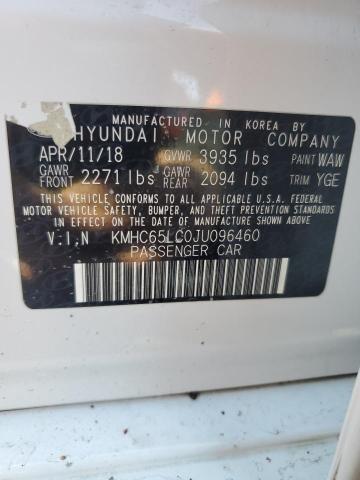 MANUFACTURED IN KOREA BY
HYUNDAI MOTOR COMPANY
APR/11/18 GVWR 3935 lbs PAINT WAW
GAWR FRONT 2271 lbs GAWR 2094 lbs TRIM YGE
THIS VEHICLE CONFORMS TO ALL APPLICABLE U.S.A. FEDERAL
MOTOR VEHICLE SAFETY, BUMPER, AND THEFT PREVENTION
STANDARDS IN EFFECT ON THE DATE OF MANUFACTURE SHOWN ABOVE.
V.I.N KMHC65LC0JU096460
PASSENGER CAR